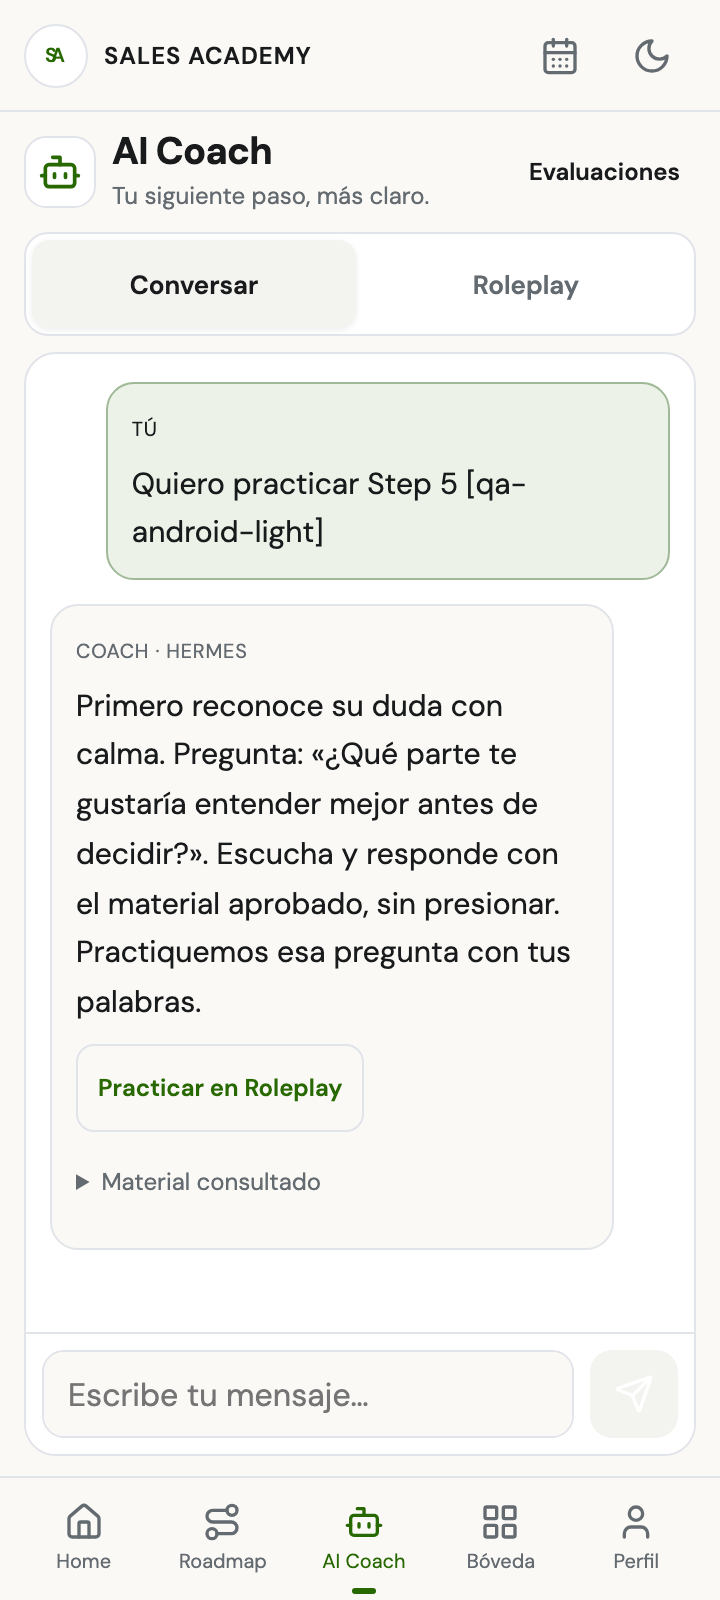 SA SALES ACADEMY
AI Coach
Tu siguiente paso, más claro.
Evaluaciones
Conversar
Roleplay
TÚ
Quiero practicar Step 5 [qa-
android-light]
COACH · HERMES
Primero reconoce su duda con
calma. Pregunta: «¿Qué parte te
gustaría entender mejor antes de
decidir?». Escucha y responde con
el material aprobado, sin presionar.
Practiquemos esa pregunta con tus
palabras.
Practicar en Roleplay
Material consultado
Escribe tu mensaje...
Home
Roadmap
AI Coach
Bóveda
Perfil